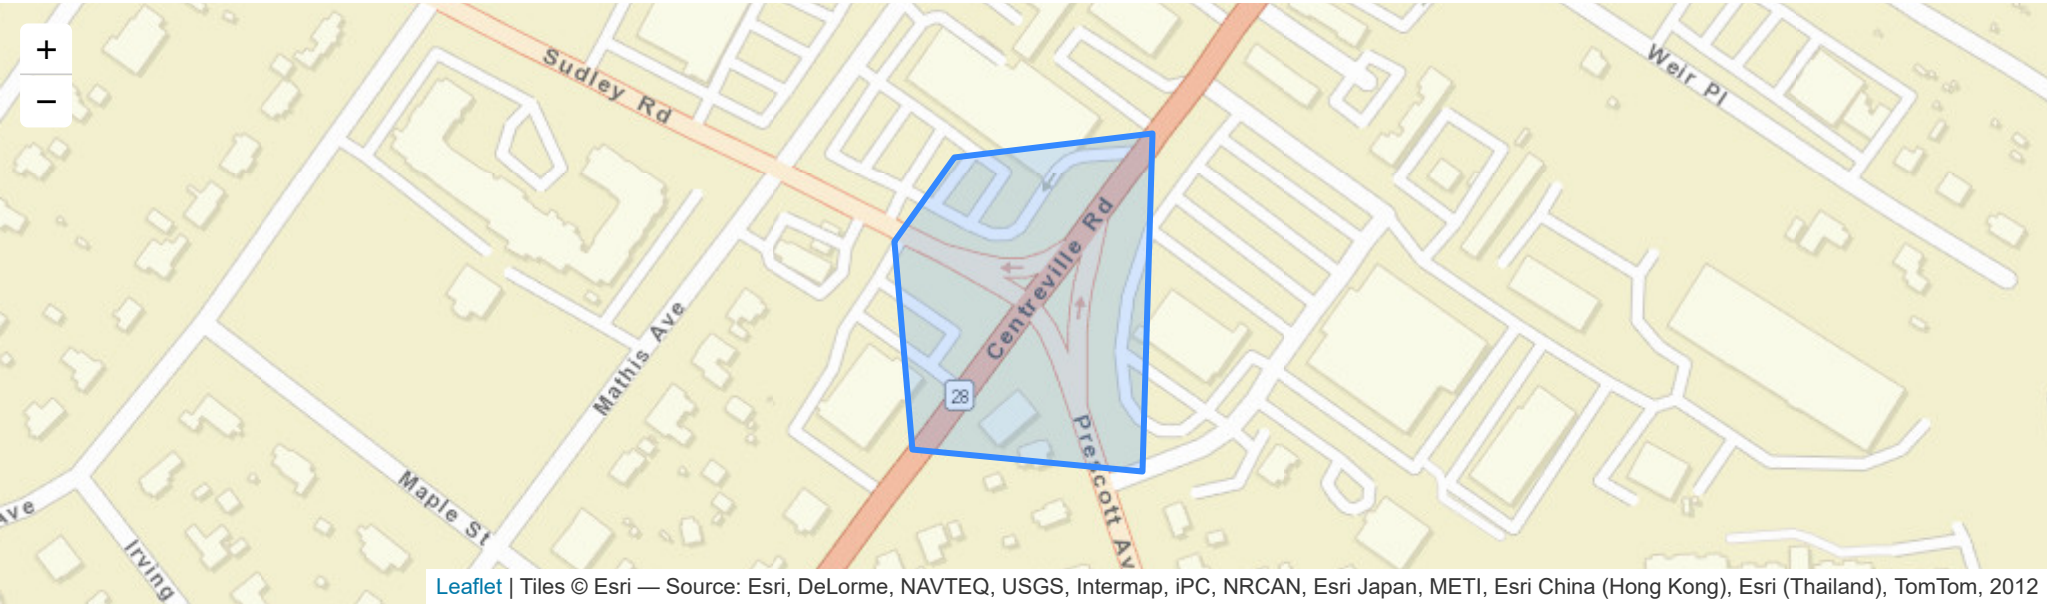 +
−
Sudley Rd
Weir Pl
Centreville Rd
Mathis Ave
28
Prescott Av
Maple St
Ave
Irving
Leaflet | Tiles © Esri — Source: Esri, DeLorme, NAVTEQ, USGS, Intermap, iPC, NRCAN, Esri Japan, METI, Esri China (Hong Kong), Esri (Thailand), TomTom, 2012